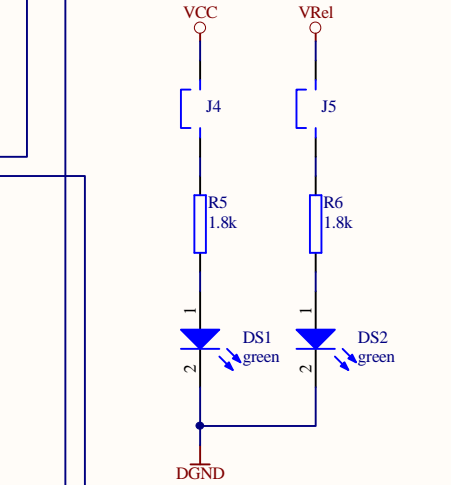 VCC
VRel
J4
J5
R5
1.8k
R6
1.8k
1
1
DS1
green
DS2
green
2
2
DGND